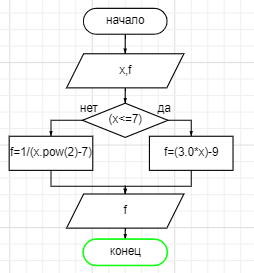 начало
x,f
нет
(x<=7)
да
f=1/(x.pow(2)-7)
f=(3.0*x)-9
f
конец